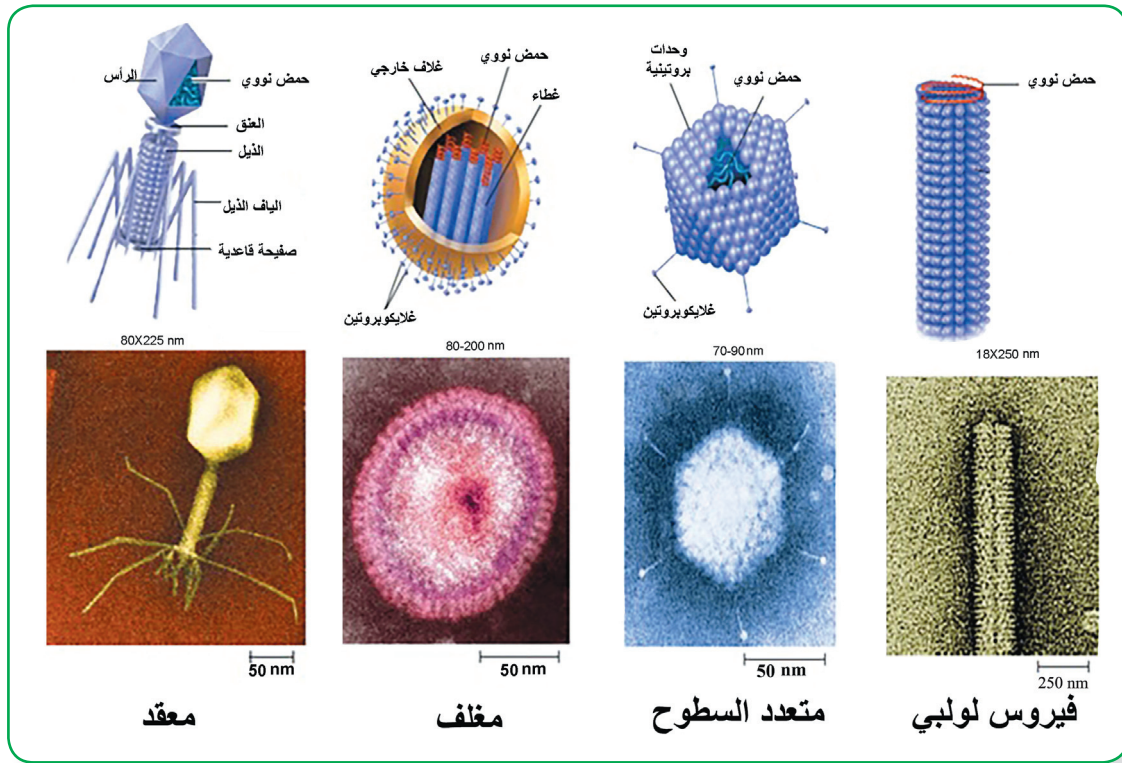 حمض نووي
18X250 nm
250 nm
فيروس لولبي
وحدات
بروتينية
حمض نووي
غلايكوبروتين
70-90 nm
50 nm
متعدد السطوح
غلاف خارجي
حمض نووي
غطاء
غلايكوبروتين
80-200 nm
50 nm
مغلف
الرأس
حمض نووي
العنق
الذيل
الياف الذيل
صفيحة قاعدية
80X225 nm
50 nm
معقد